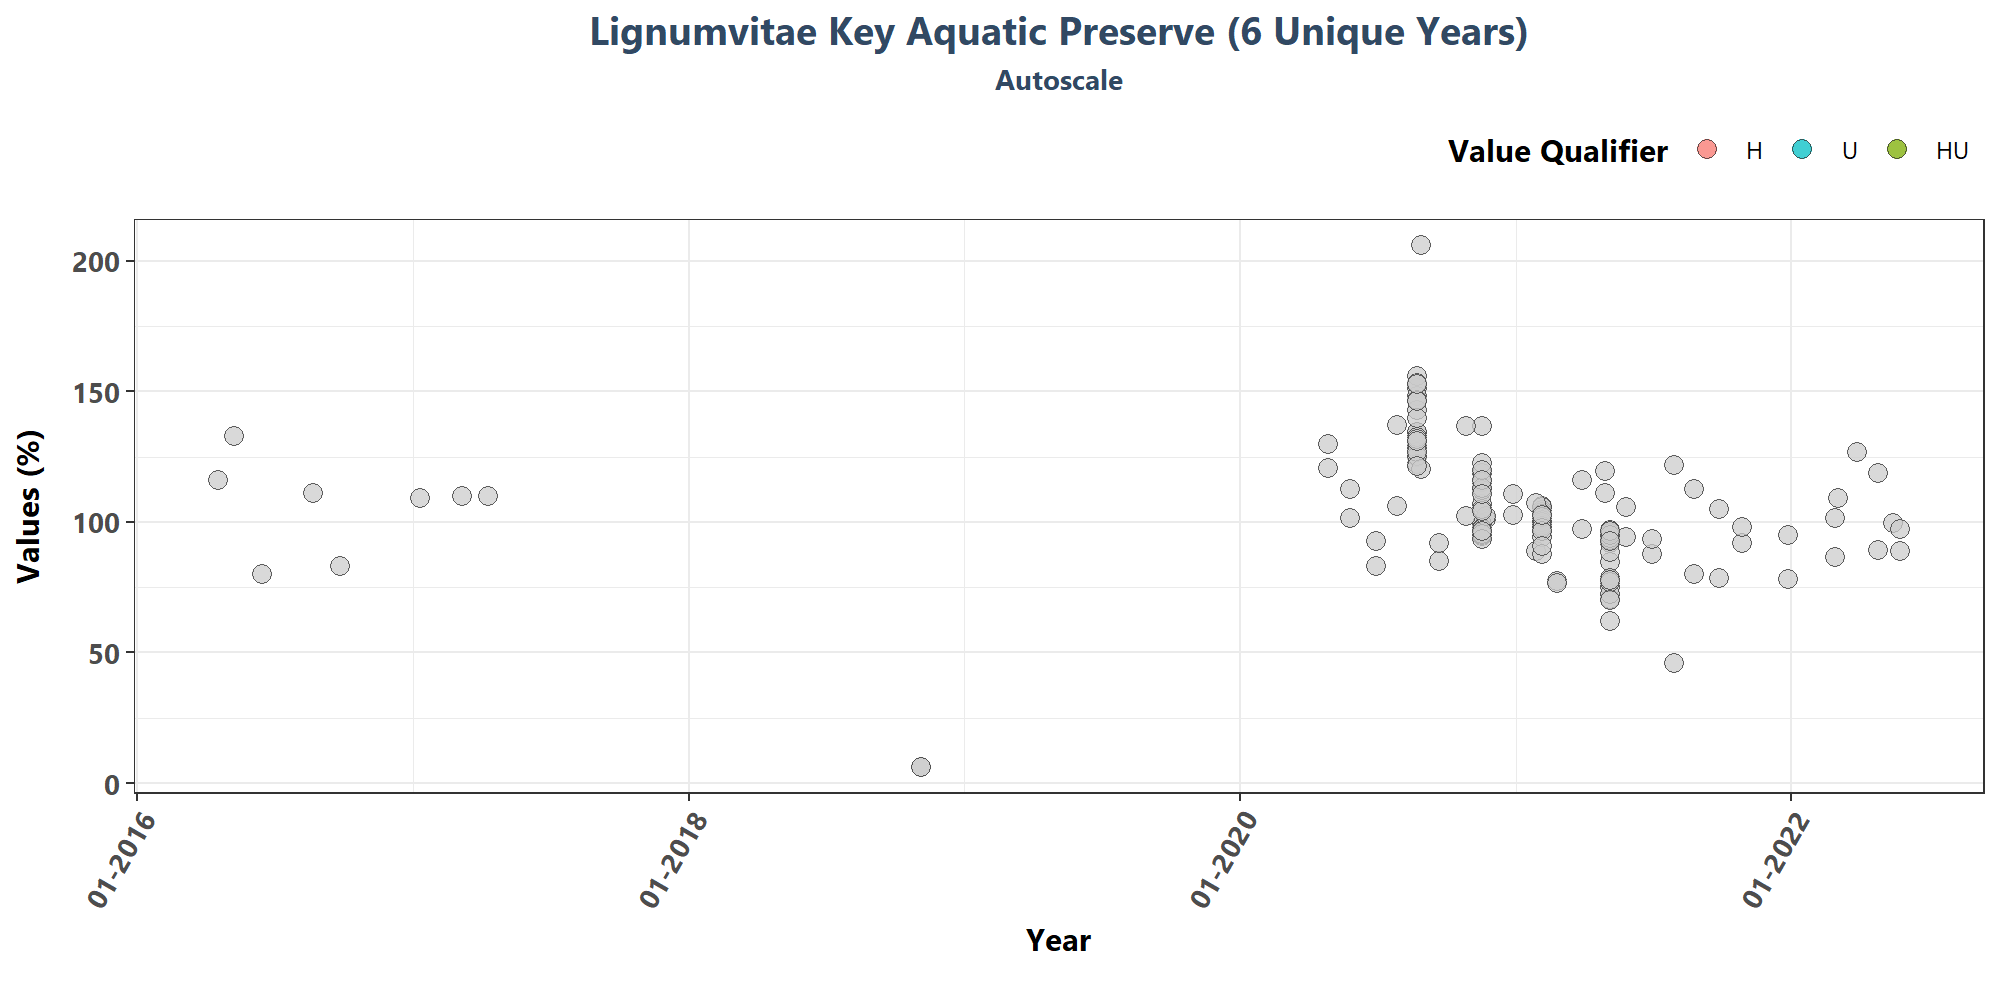 Lignumvitae Key Aquatic Preserve (6 Unique Years)
Autoscale
Value Qualifier H U HU
Values (%)
200
150
100
50
0
01-2016 01-2018 01-2020 01-2022
Year